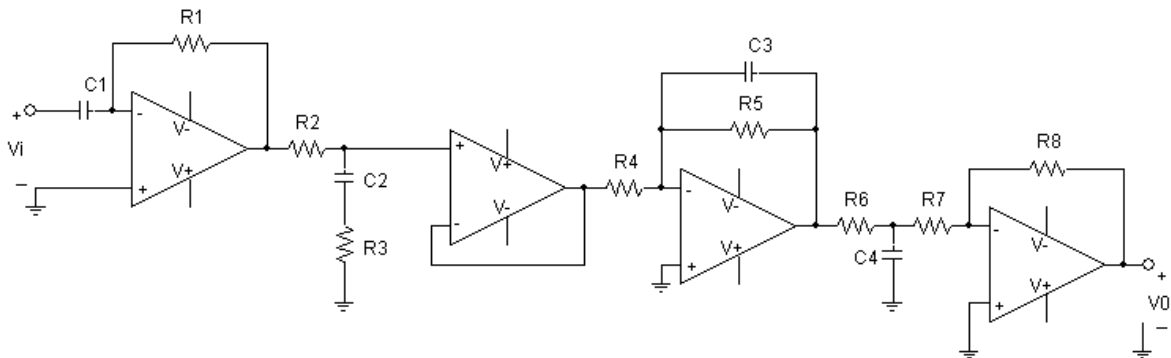 R1
C1
+
-
V-
Vi
V+
–
+
R2
C2
R3
+
V+
V-
-
R4
C3
R5
-
V-
V+
+
R6
R7
C4
R8
-
V-
V+
+
+
V0
–